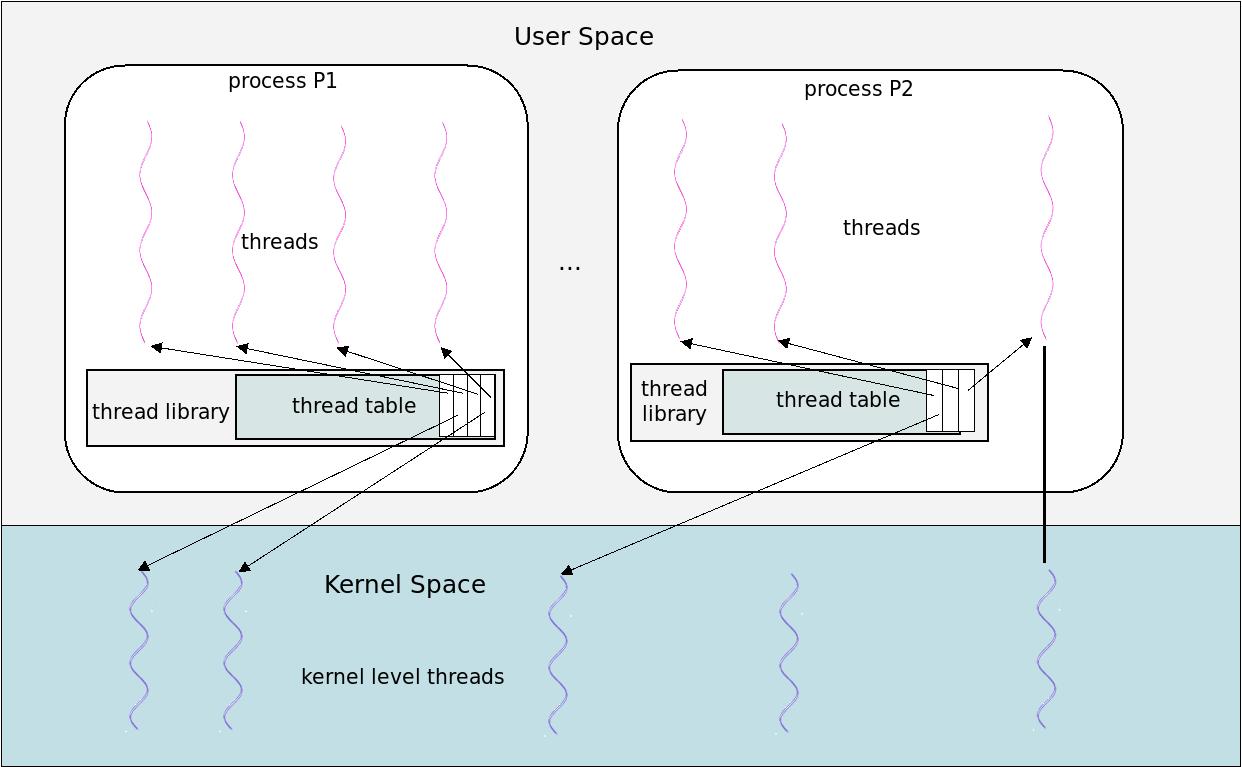 User Space
process P1
process P2
threads
threads
...
thread library
thread table
thread
library
thread table
Kernel Space
kernel level threads